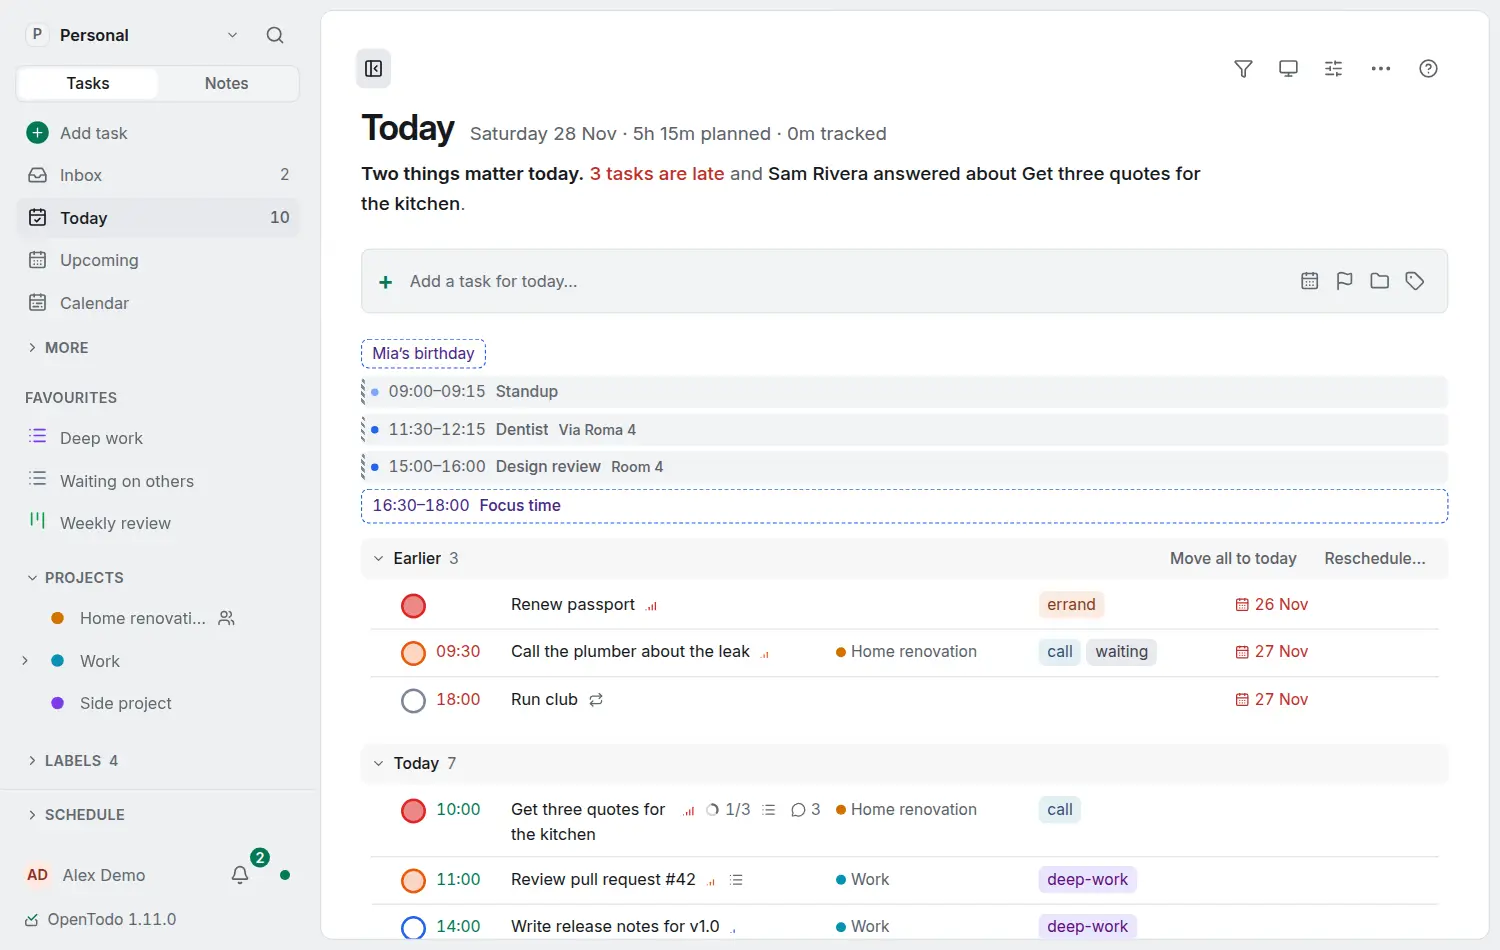 P Personal
Tasks Notes
Add task
Inbox 2
Today 10
Upcoming
Calendar
MORE
FAVOURITES
Deep work
Waiting on others
Weekly review
PROJECTS
Home renovati...
Work
Side project
LABELS 4
SCHEDULE
AD Alex Demo 2
OpenTodo 1.11.0
Today Saturday 28 Nov · 5h 15m planned · 0m tracked
Two things matter today. 3 tasks are late and Sam Rivera answered about Get three quotes for
the kitchen.
Add a task for today...
Mia's birthday
09:00–09:15 Standup
11:30–12:15 Dentist Via Roma 4
15:00–16:00 Design review Room 4
16:30–18:00 Focus time
Earlier 3 Move all to today Reschedule...
Renew passport errand 26 Nov
09:30 Call the plumber about the leak Home renovation call waiting 27 Nov
18:00 Run club 27 Nov
Today 7
10:00 Get three quotes for 1/3 3 Home renovation call
the kitchen
11:00 Review pull request #42 Work deep-work
14:00 Write release notes for v1.0 Work deep-work